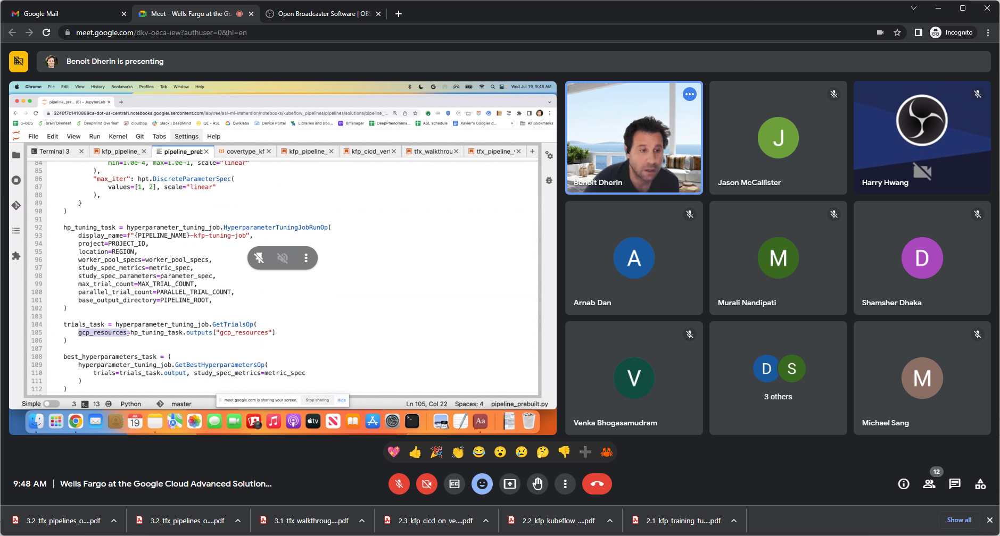 Google Mail
Meet - Wells Fargo at the Go
Open Broadcaster Software | OBS
meet.google.com/dkv-oeca-iew?authuser=0&hl=en
Incognito
Benoit Dherin is presenting
Chrome File Edit View History Bookmarks Profiles Tab Window Help
Wed Jul 19 9:48 AM
pipeline_pre... (6) - JupyterLab
5248f7c1410889ca-dot-us-central1.notebooks.googleusercontent.com/lab/tree/asl-ml-immersion/notebooks/kubeflow_pipelines/pipelines/solutions/pipeline_...
G-BUS Brain Overleaf DeepMind Overleaf cloudtop Slack | DeepMind QL - ASL Qwiklabs Device Portal Libraries and Boo... Xmanager DeepPhenomena... ASL schedule Xavier's Googler d... » All Bookmarks
File Edit View Run Kernel Git Tabs Settings Help
Terminal 3 kfp_pipeline_ pipeline_preb covertype_kf kfp_pipeline_ kfp_cicd_vert tfx_walkthrou tfx_pipeline_
84 min=1.0e-4, max=1.0e-1, scale="linear"
85 ),
86 "max_iter": hpt.DiscreteParameterSpec(
87 values=[1, 2], scale="linear"
88 ),
89 }
90 )
91
92 hp_tuning_task = hyperparameter_tuning_job.HyperparameterTuningJobRunOp(
93 display_name=f"{PIPELINE_NAME}-kfp-tuning-job",
94 project=PROJECT_ID,
95 location=REGION,
96 worker_pool_specs=worker_pool_specs,
97 study_spec_metrics=metric_spec,
98 study_spec_parameters=parameter_spec,
99 max_trial_count=MAX_TRIAL_COUNT,
100 parallel_trial_count=PARALLEL_TRIAL_COUNT,
101 base_output_directory=PIPELINE_ROOT,
102 )
103
104 trials_task = hyperparameter_tuning_job.GetTrialsOp(
105 gcp_resources=hp_tuning_task.outputs["gcp_resources"]
106 )
107
108 best_hyperparameters_task = (
109 hyperparameter_tuning_job.GetBestHyperparametersOp(
110 trials=trials_task.output, study_spec_metrics=metric_spec
111 )
112 )
meet.google.com is sharing your screen. Stop sharing Hide
Simple 3 13 Python master Ln 105, Col 22 Spaces: 4 pipeline_prebuilt.py
JUL
19
tv
Aa
Benoit Dherin
J
Jason McCallister
Harry Hwang
A
Arnab Dan
M
Murali Nandipati
D
Shamsher Dhaka
V
Venka Bhogasamudram
D S
3 others
M
Michael Sang
9:48 AM | Wells Fargo at the Google Cloud Advanced Solution...
CC
12
3.2_tfx_pipelines_o....pdf
3.2_tfx_pipelines_o....pdf
3.1_tfx_walkthroug....pdf
2.3_kfp_cicd_on_ve....pdf
2.2_kfp_kubeflow_....pdf
2.1_kfp_training_tu....pdf
Show all